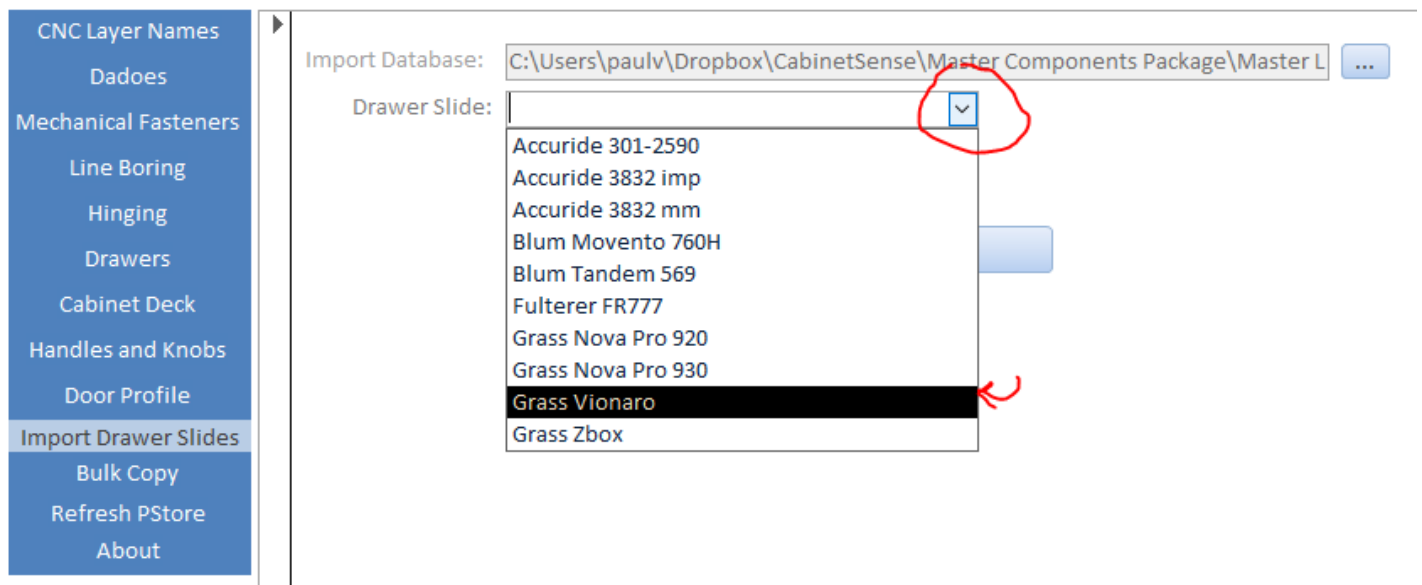 CNC Layer Names
Dadoes
Mechanical Fasteners
Line Boring
Hinging
Drawers
Cabinet Deck
Handles and Knobs
Door Profile
Import Drawer Slides
Bulk Copy
Refresh PStore
About
Import Database: C:\Users\paulv\Dropbox\CabinetSense\Master Components Package\Master L ...
Drawer Slide:
Accuride 301-2590
Accuride 3832 imp
Accuride 3832 mm
Blum Movento 760H
Blum Tandem 569
Fulterer FR777
Grass Nova Pro 920
Grass Nova Pro 930
Grass Vionaro
Grass Zbox